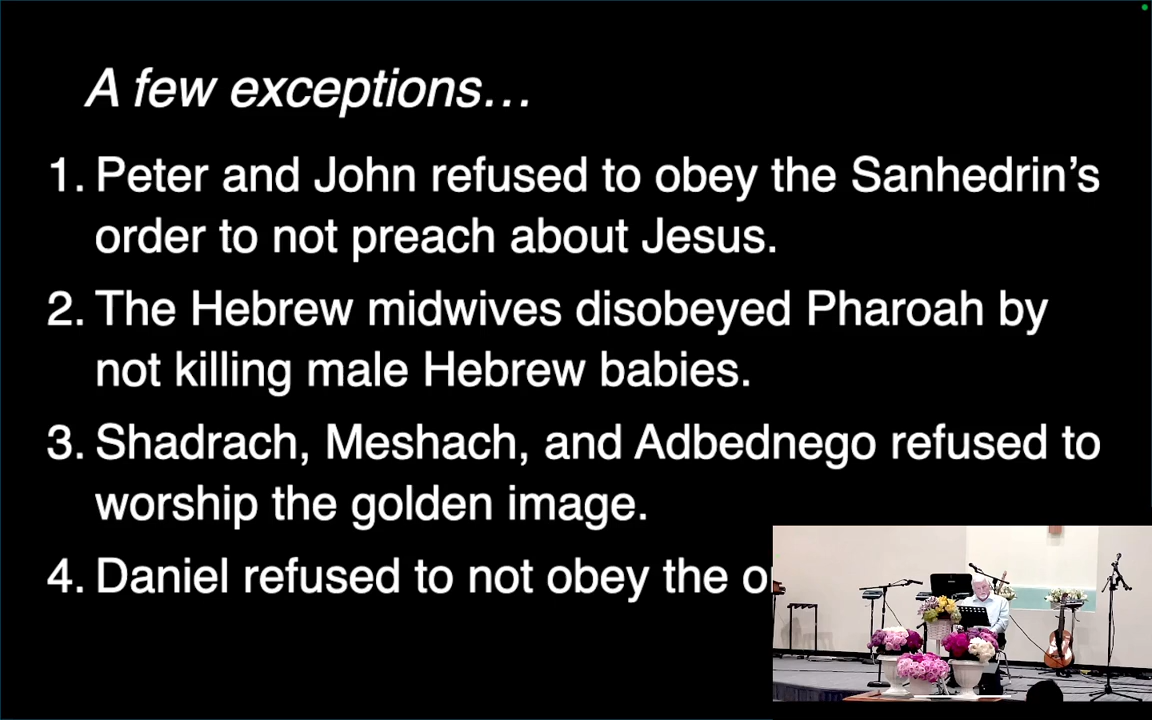 A few exceptions…
1. Peter and John refused to obey the Sanhedrin’s
order to not preach about Jesus.
2. The Hebrew midwives disobeyed Pharoah by
not killing male Hebrew babies.
3. Shadrach, Meshach, and Adbednego refused to
worship the golden image.
4. Daniel refused to not obey the